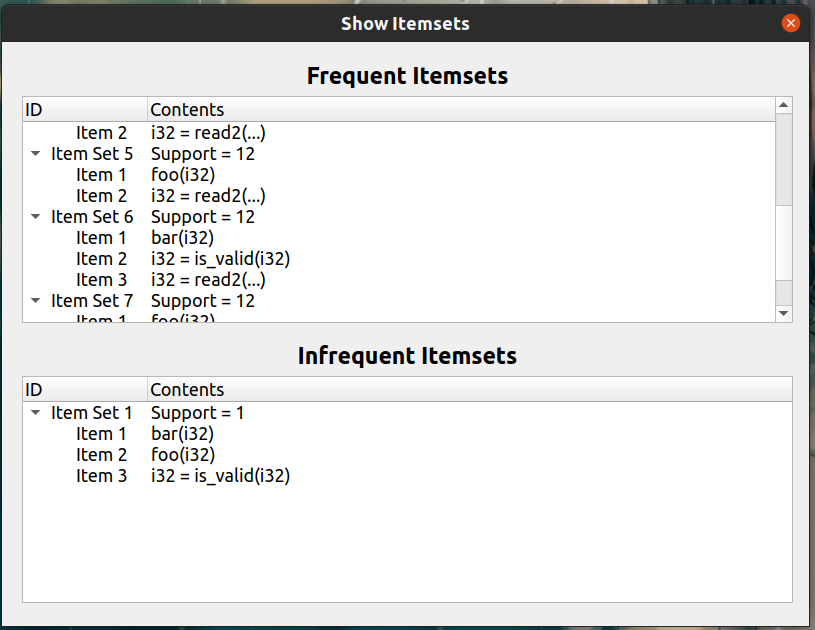 Show Itemsets
Frequent Itemsets
ID Contents
Item 2 i32 = read2(...)
Item Set 5 Support = 12
Item 1 foo(i32)
Item 2 i32 = read2(...)
Item Set 6 Support = 12
Item 1 bar(i32)
Item 2 i32 = is_valid(i32)
Item 3 i32 = read2(...)
Item Set 7 Support = 12
Item 1 foo(i32)
Infrequent Itemsets
ID Contents
Item Set 1 Support = 1
Item 1 bar(i32)
Item 2 foo(i32)
Item 3 i32 = is_valid(i32)